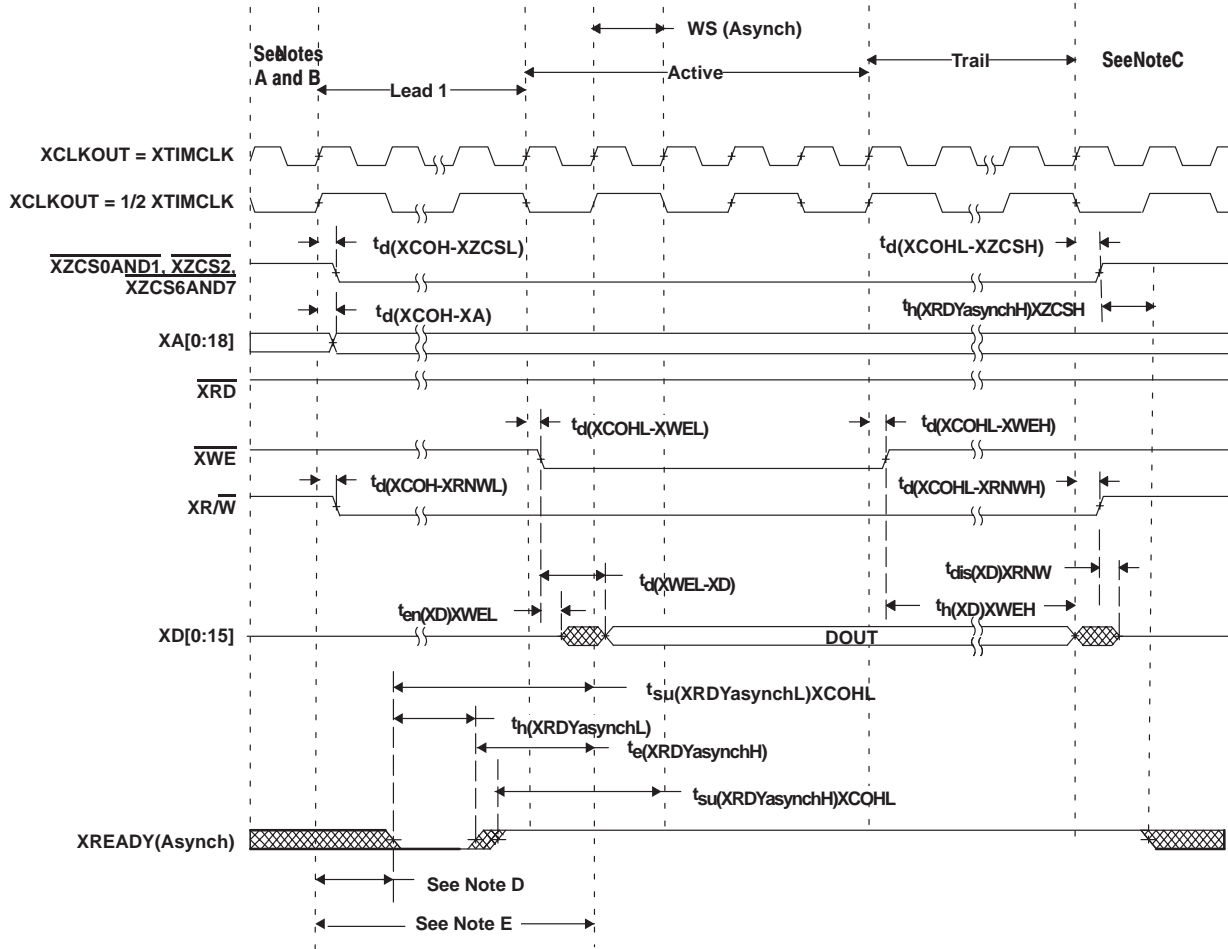 WS (Asynch)
See Notes
A and B
Lead 1
Active
Trail
See Note C
XCLKOUT = XTIMCLK
XCLKOUT = 1/2 XTIMCLK
td(XCOH-XZCSL)
td(XCOHL-XZCSH)
XZCS0AND1, XZCS2,
XZCS6AND7
td(XCOH-XA)
th(XRDYasynchH)XZCSH
XA[0:18]
XRD
td(XCOHL-XWEL)
td(XCOHL-XWEH)
XWE
td(XCOH-XRNWL)
td(XCOHL-XRNWH)
XR/W
td(XWEL-XD)
tdis(XD)XRNW
ten(XD)XWEL
th(XD)XWEH
XD[0:15]
DOUT
tsu(XRDYasynchL)XCOHL
th(XRDYasynchL)
te(XRDYasynchH)
tsu(XRDYasynchH)XCOHL
XREADY(Asynch)
See Note D
See Note E